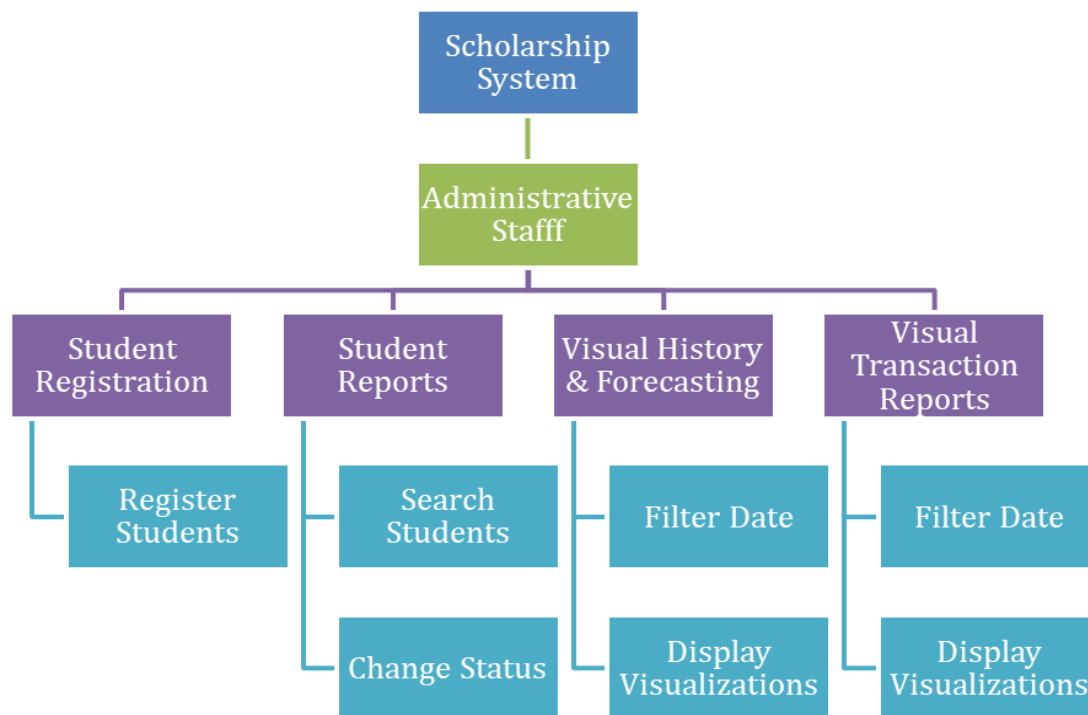 Scholarship
System
Administrative
Stafff
Student
Registration
Student
Reports
Visual History
& Forecasting
Visual
Transaction
Reports
Register
Students
Search
Students
Filter Date
Filter Date
Change Status
Display
Visualizations
Display
Visualizations